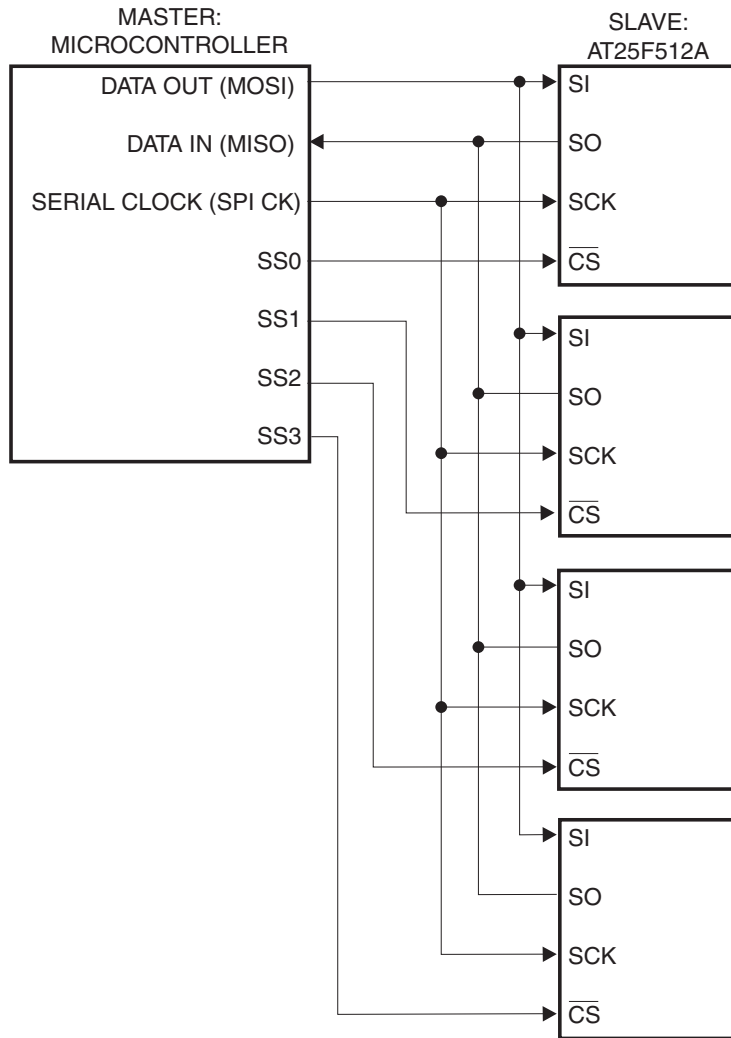 MASTER:
MICROCONTROLLER
SLAVE:
AT25F512A
DATA OUT (MOSI)
DATA IN (MISO)
SERIAL CLOCK (SPI CK)
SS0
SS1
SS2
SS3
SI
SO
SCK
CS
SI
SO
SCK
CS
SI
SO
SCK
CS
SI
SO
SCK
CS